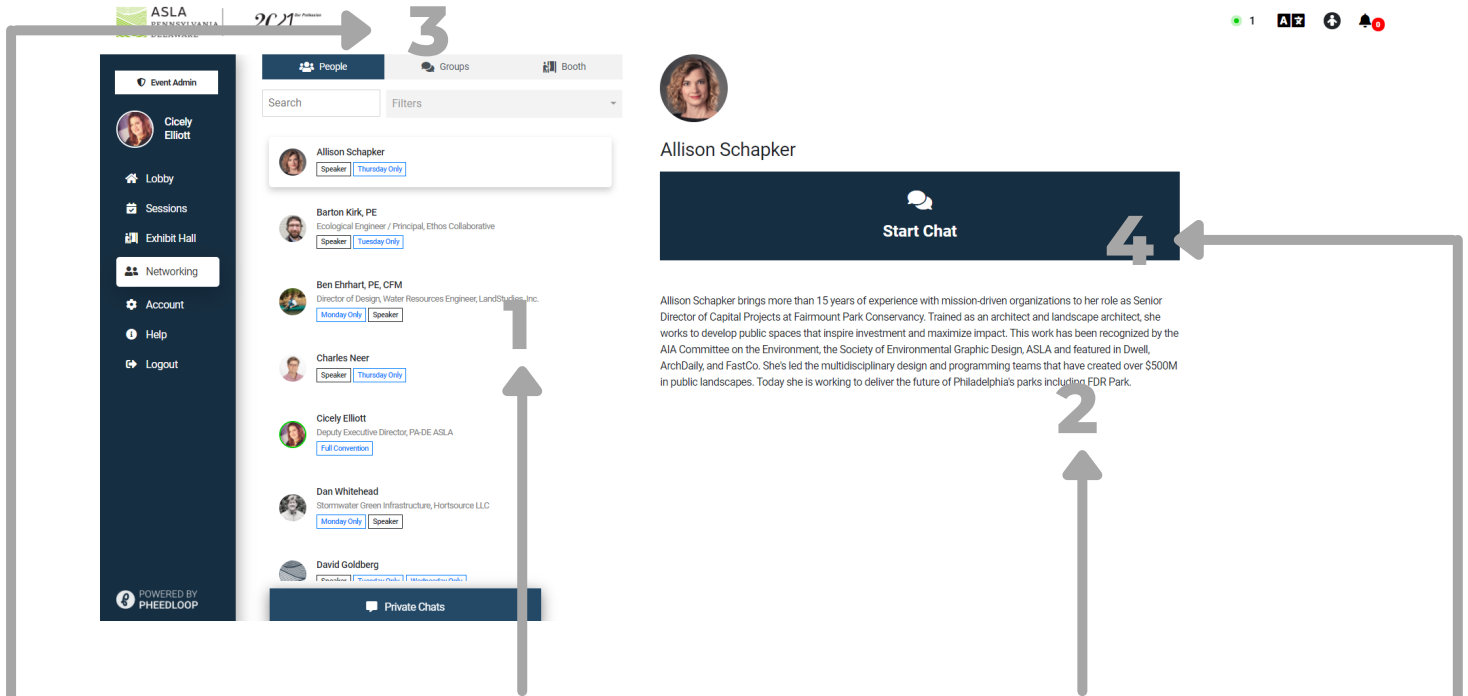 ASLA
PENNSYLVANIA
DELAWARE
2021 Our Profession
1
A
0
3
Event Admin
Cicely
Elliott
Lobby
Sessions
Exhibit Hall
Networking
Account
Help
Logout
POWERED BY
PHEEDLOOP
People Groups Booth
Search Filters
Allison Schapker
Speaker Thursday Only
Barton Kirk, PE
Ecological Engineer / Principal, Ethos Collaborative
Speaker Tuesday Only
Ben Ehrhart, PE, CFM
Director of Design, Water Resources Engineer, LandStudies, Inc.
Monday Only Speaker
1
Charles Neer
Speaker Thursday Only
Cicely Elliott
Deputy Executive Director, PA-DE ASLA
Full Convention
Dan Whitehead
Stormwater Green Infrastructure, Hortsource LLC
Monday Only Speaker
David Goldberg
Speaker Tuesday Only Wednesday Only
Private Chats
Allison Schapker
Start Chat
4
Allison Schapker brings more than 15 years of experience with mission-driven organizations to her role as Senior
Director of Capital Projects at Fairmount Park Conservancy. Trained as an architect and landscape architect, she
works to develop public spaces that inspire investment and maximize impact. This work has been recognized by the
AIA Committee on the Environment, the Society of Environmental Graphic Design, ASLA and featured in Dwell,
ArchDaily, and FastCo. She's led the multidisciplinary design and programming teams that have created over $500M
in public landscapes. Today she is working to deliver the future of Philadelphia's parks including FDR Park.
2